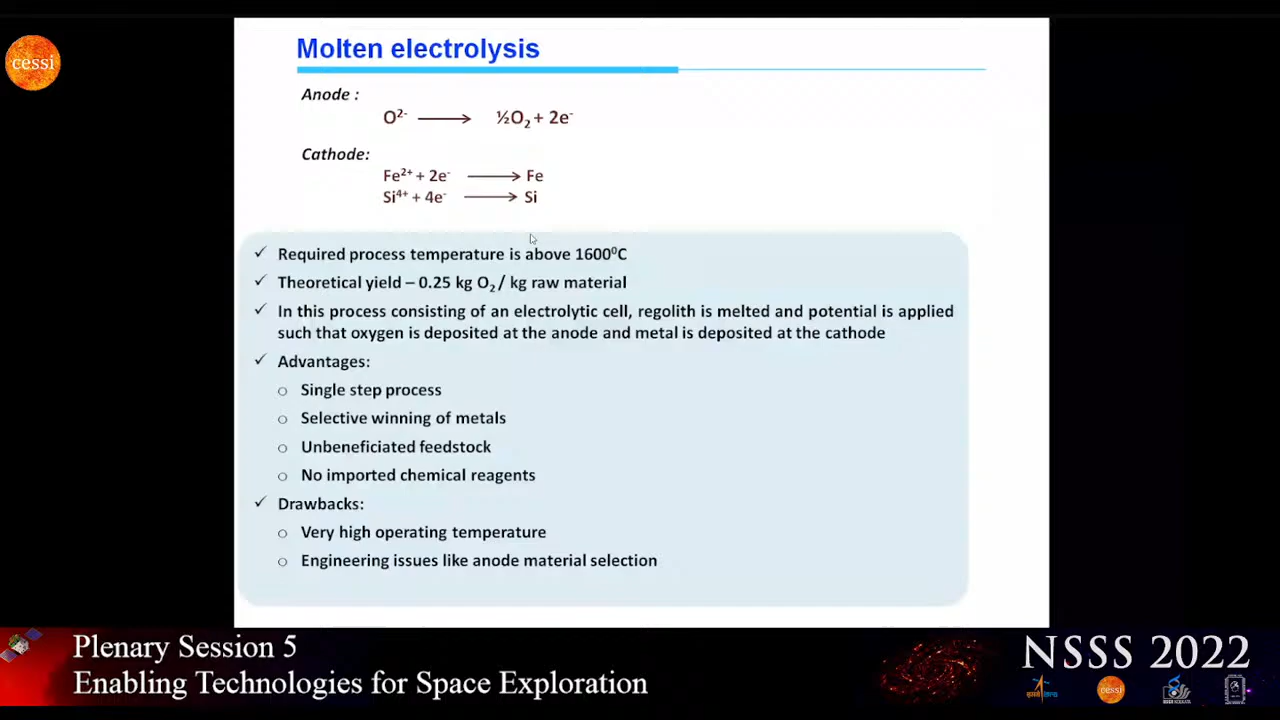 cessi
Molten electrolysis
Anode :
O²⁻ ⟶ ½O₂ + 2e⁻
Cathode:
Fe²⁺ + 2e⁻ ⟶ Fe
Si⁴⁺ + 4e⁻ ⟶ Si
✓ Required process temperature is above 1600⁰C
✓ Theoretical yield – 0.25 kg O₂ / kg raw material
✓ In this process consisting of an electrolytic cell, regolith is melted and potential is applied
such that oxygen is deposited at the anode and metal is deposited at the cathode
✓ Advantages:
o Single step process
o Selective winning of metals
o Unbeneficiated feedstock
o No imported chemical reagents
✓ Drawbacks:
o Very high operating temperature
o Engineering issues like anode material selection
Plenary Session 5
Enabling Technologies for Space Exploration
NSSS 2022
cessi